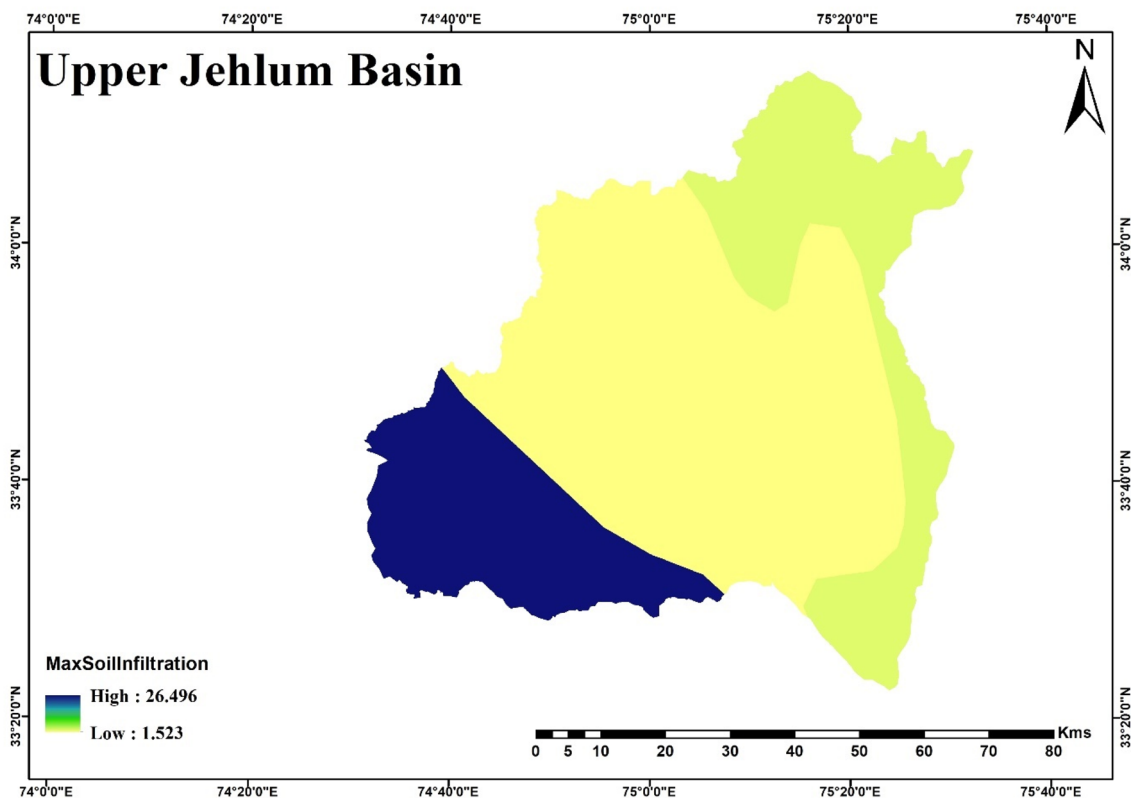 74°0'0"E 74°20'0"E 74°40'0"E 75°0'0"E 75°20'0"E 75°40'0"E
Upper Jehlum Basin
N
34°0'0"N 34°0'0"N
33°40'0"N 33°40'0"N
MaxSoilInfiltration
High : 26.496
Low : 1.523
33°20'0"N 33°20'0"N
Kms
0 5 10 20 30 40 50 60 70 80
74°0'0"E 74°20'0"E 74°40'0"E 75°0'0"E 75°20'0"E 75°40'0"E